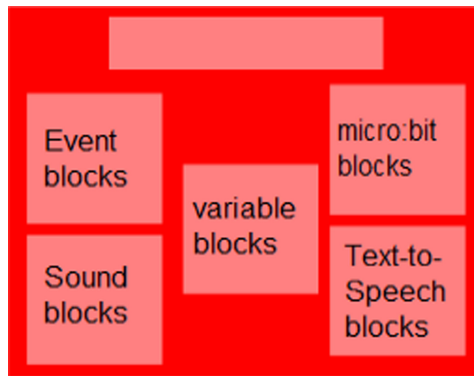 Event
blocks
Sound
blocks
variable
blocks
micro:bit
blocks
Text-to-
Speech
blocks